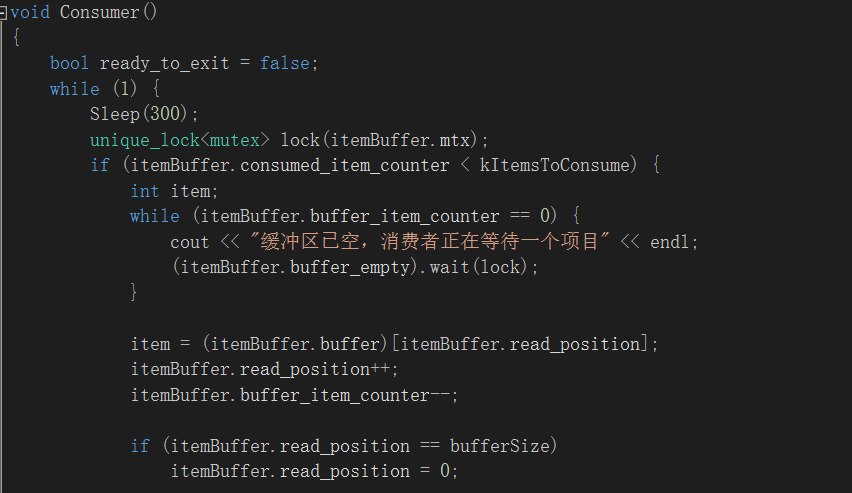 void Consumer()
{
    bool ready_to_exit = false;
    while (1) {
        Sleep(300);
        unique_lock<mutex> lock(itemBuffer.mtx);
        if (itemBuffer.consumed_item_counter < kItemsToConsume) {
            int item;
            while (itemBuffer.buffer_item_counter == 0) {
                cout << "缓冲区已空，消费者正在等待一个项目" << endl;
                (itemBuffer.buffer_empty).wait(lock);
            }

            item = (itemBuffer.buffer)[itemBuffer.read_position];
            itemBuffer.read_position++;
            itemBuffer.buffer_item_counter--;

            if (itemBuffer.read_position == bufferSize)
                itemBuffer.read_position = 0;